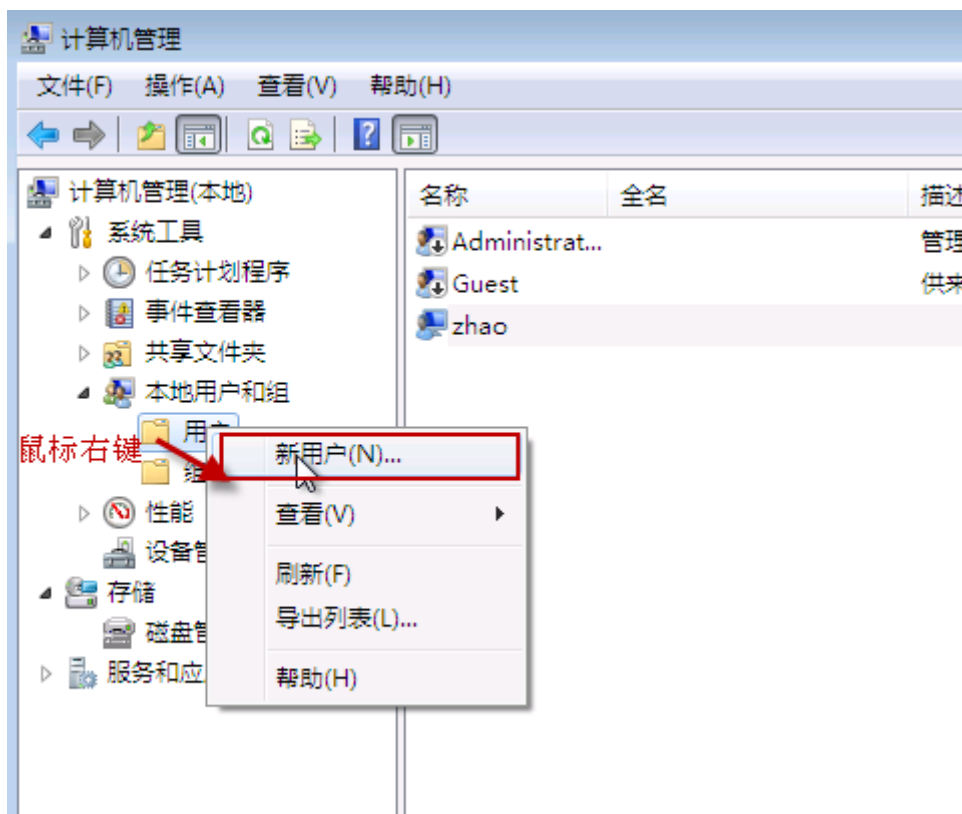 计算机管理
文件(F) 操作(A) 查看(V) 帮助(H)
计算机管理(本地)
系统工具
任务计划程序
事件查看器
共享文件夹
本地用户和组
用户
组
性能
设备管
存储
磁盘管
服务和应
鼠标右键
新用户(N)...
查看(V)
刷新(F)
导出列表(L)...
帮助(H)
名称 全名 描述
Administrat... 管理
Guest 供来
zhao